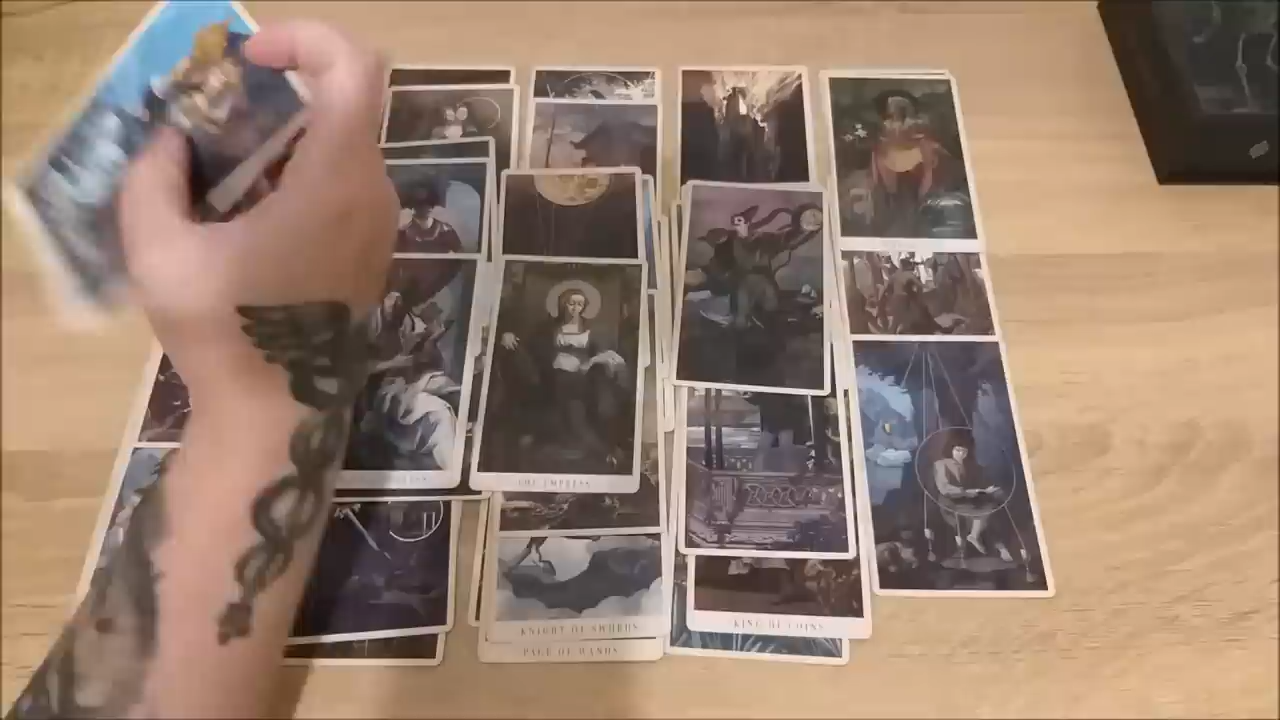 THE EMPRESS
KNIGHT OF SWORDS
PAGE OF WANDS
KING OF COINS